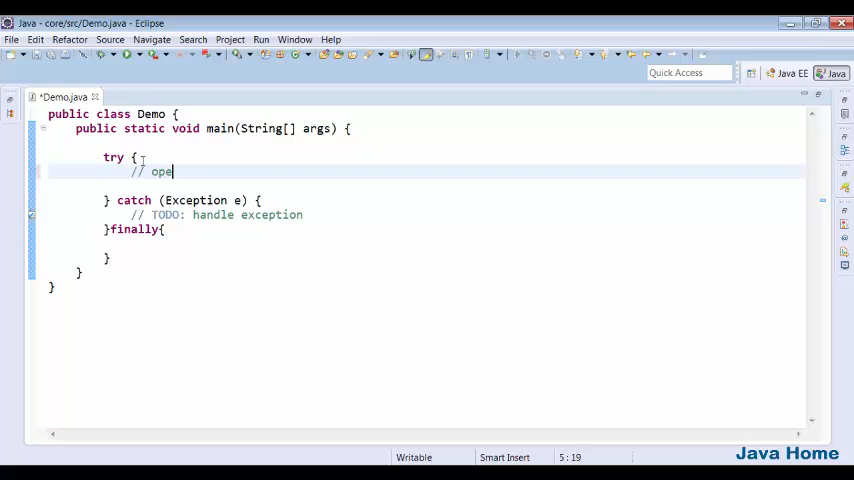 Java - core/src/Demo.java - Eclipse
File Edit Refactor Source Navigate Search Project Run Window Help
Quick Access
Java EE
Java
*Demo.java
public class Demo {
public static void main(String[] args) {
try {
// ope
} catch (Exception e) {
// TODO: handle exception
}finally{
}
}
}
Writable
Smart Insert
5 : 19
Java Home